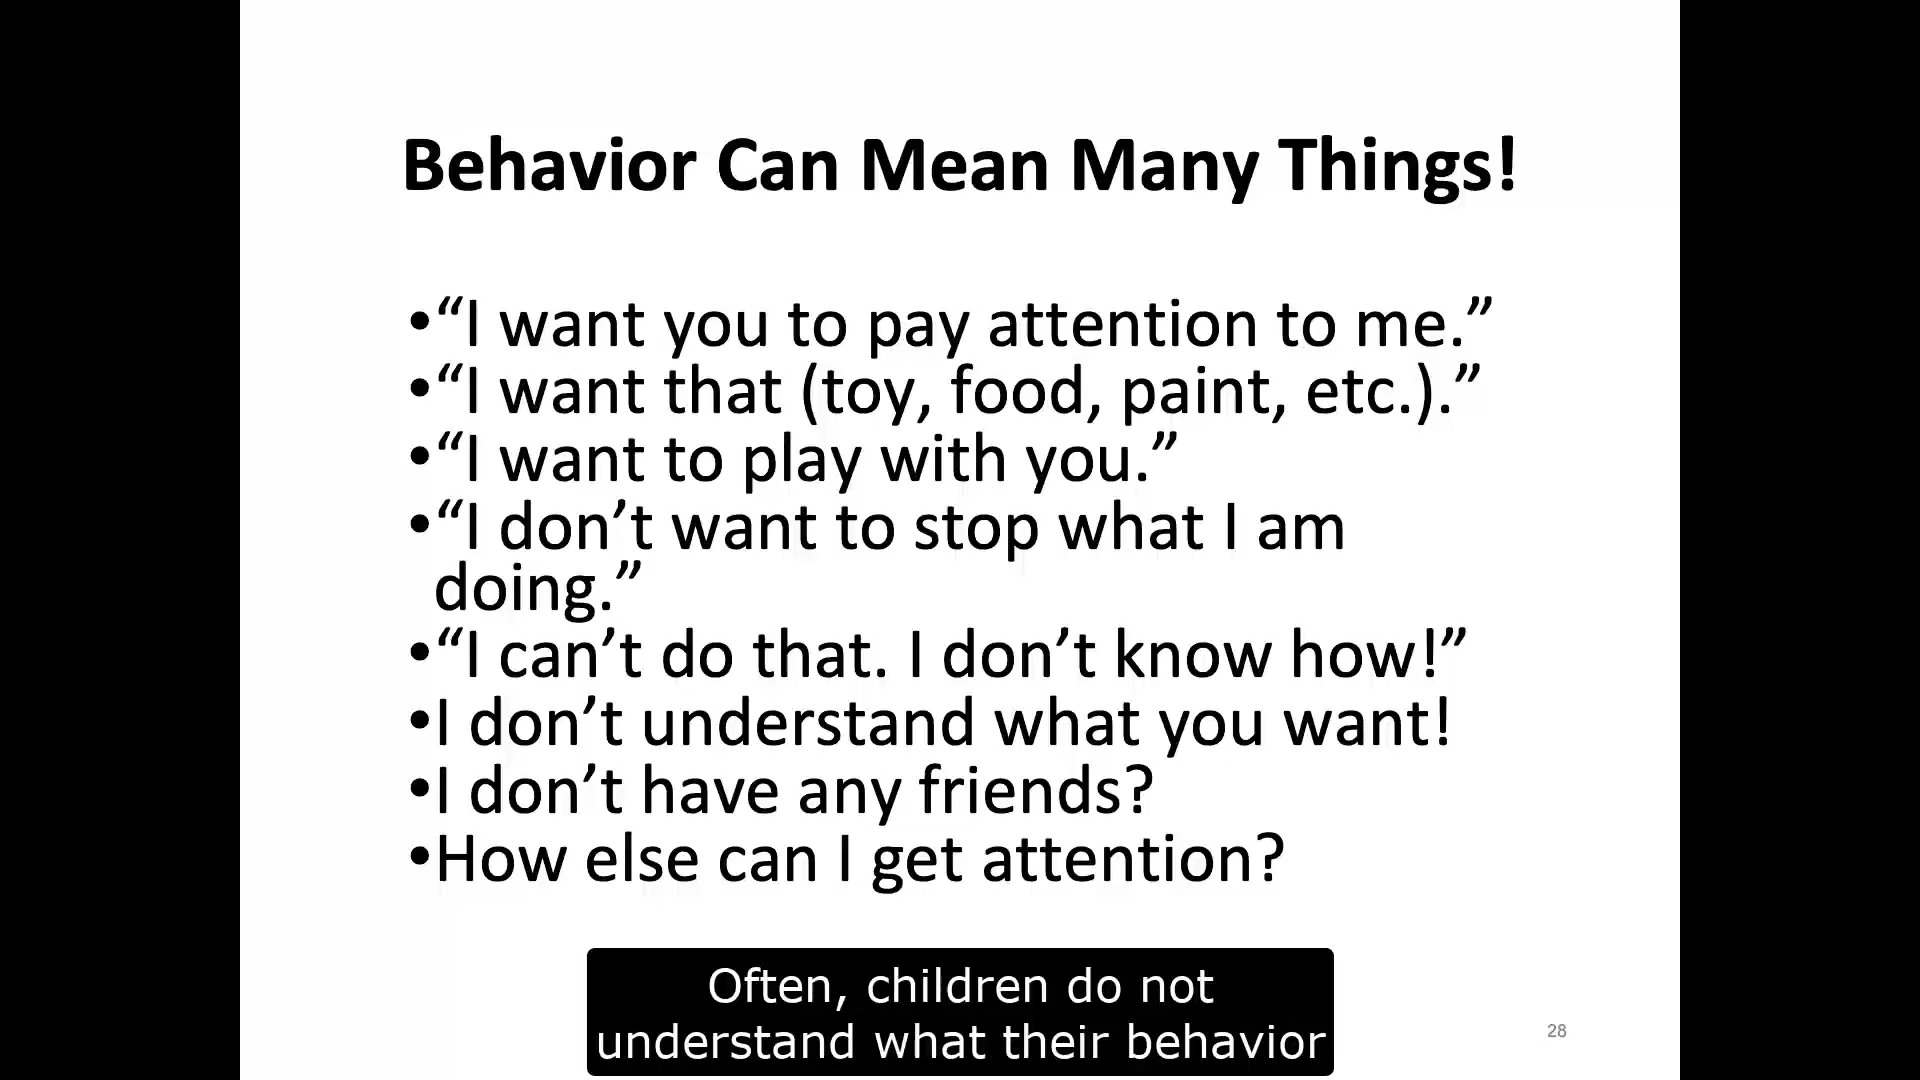 Behavior Can Mean Many Things!
•“I want you to pay attention to me.”
•“I want that (toy, food, paint, etc.).”
•“I want to play with you.”
•“I don’t want to stop what I am
doing.”
•“I can’t do that. I don’t know how!”
•I don’t understand what you want!
•I don’t have any friends?
•How else can I get attention?
Often, children do not
understand what their behavior
28